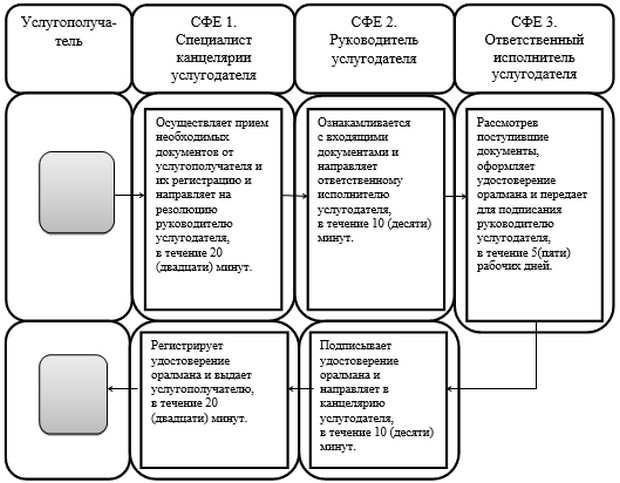 Услугополуча-
тель
СФЕ 1.
Специалист
канцелярии
услугодателя
СФЕ 2.
Руководитель
услугодателя
СФЕ 3.
Ответственный
исполнитель
услугодателя
Осуществляет прием
необходимых
документов от
услугополучателя и
их регистрацию и
направляет на
резолюцию
руководителю
услугодателя,
в течение 20
(двадцати) минут.
Ознакамливается
с входящими
документами и
направляет
ответственному
исполнителю
услугодателя,
в течение 10 (десяти)
минут.
Рассмотрев
поступившие
документы,
оформляет
удостоверение
оралмана и передает
для подписания
руководителю
услугодателя,
в течение 5(пяти)
рабочих дней.
Регистрирует
удостоверение
оралмана и выдает
услугополучателю,
в течение 20
(двадцати) минут.
Подписывает
удостоверение
оралмана и
направляет в
канцелярию
услугодателя,
в течение 10 (десяти)
минут.